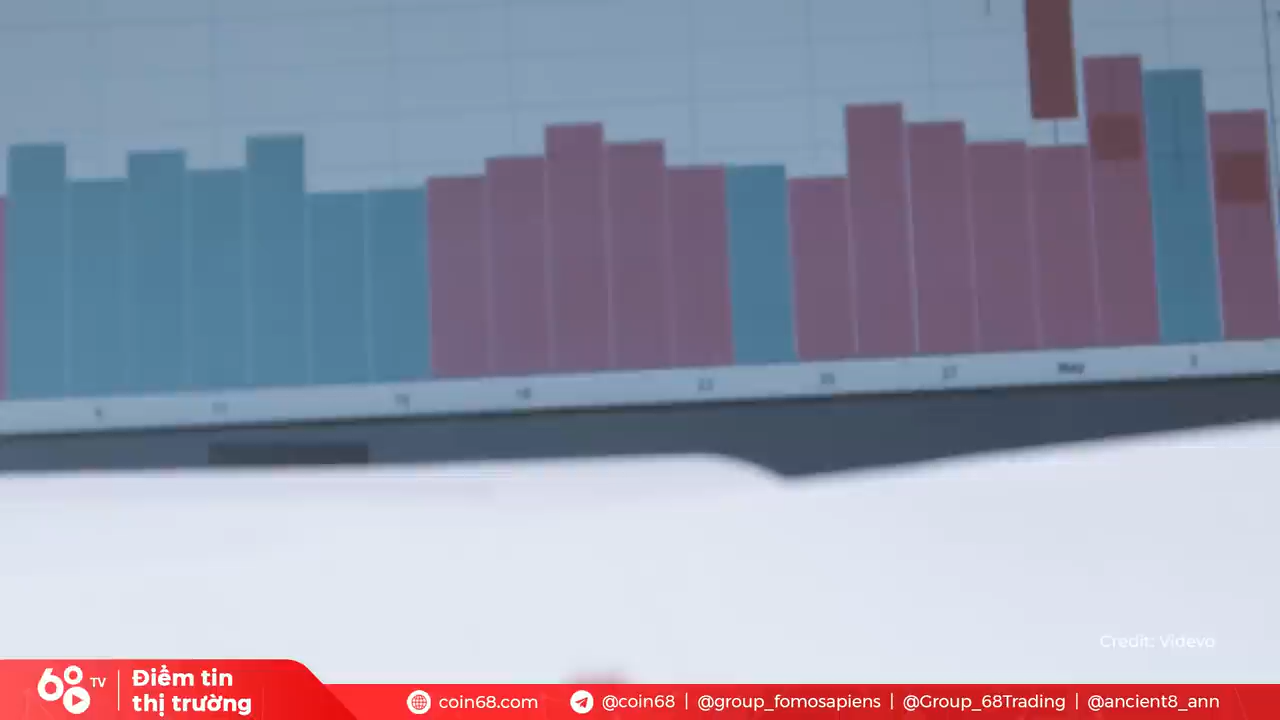 May
Credit: Videvo
68 TV
Điểm tin
thị trường
coin68.com
@coin68 | @group_fomosapiens | @Group_68Trading | @ancient8_ann